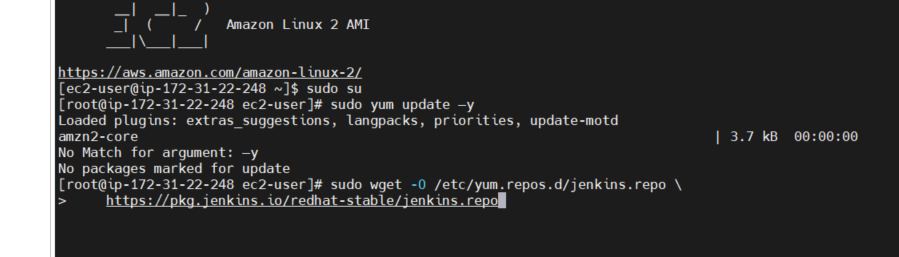 __|  __|_  )
_|  (     /   Amazon Linux 2 AMI
___|\___|___|
https://aws.amazon.com/amazon-linux-2/
[ec2-user@ip-172-31-22-248 ~]$ sudo su
[root@ip-172-31-22-248 ec2-user]# sudo yum update –y
Loaded plugins: extras_suggestions, langpacks, priorities, update-motd
amzn2-core | 3.7 kB 00:00:00
No Match for argument: –y
No packages marked for update
[root@ip-172-31-22-248 ec2-user]# sudo wget -O /etc/yum.repos.d/jenkins.repo \
> https://pkg.jenkins.io/redhat-stable/jenkins.repo